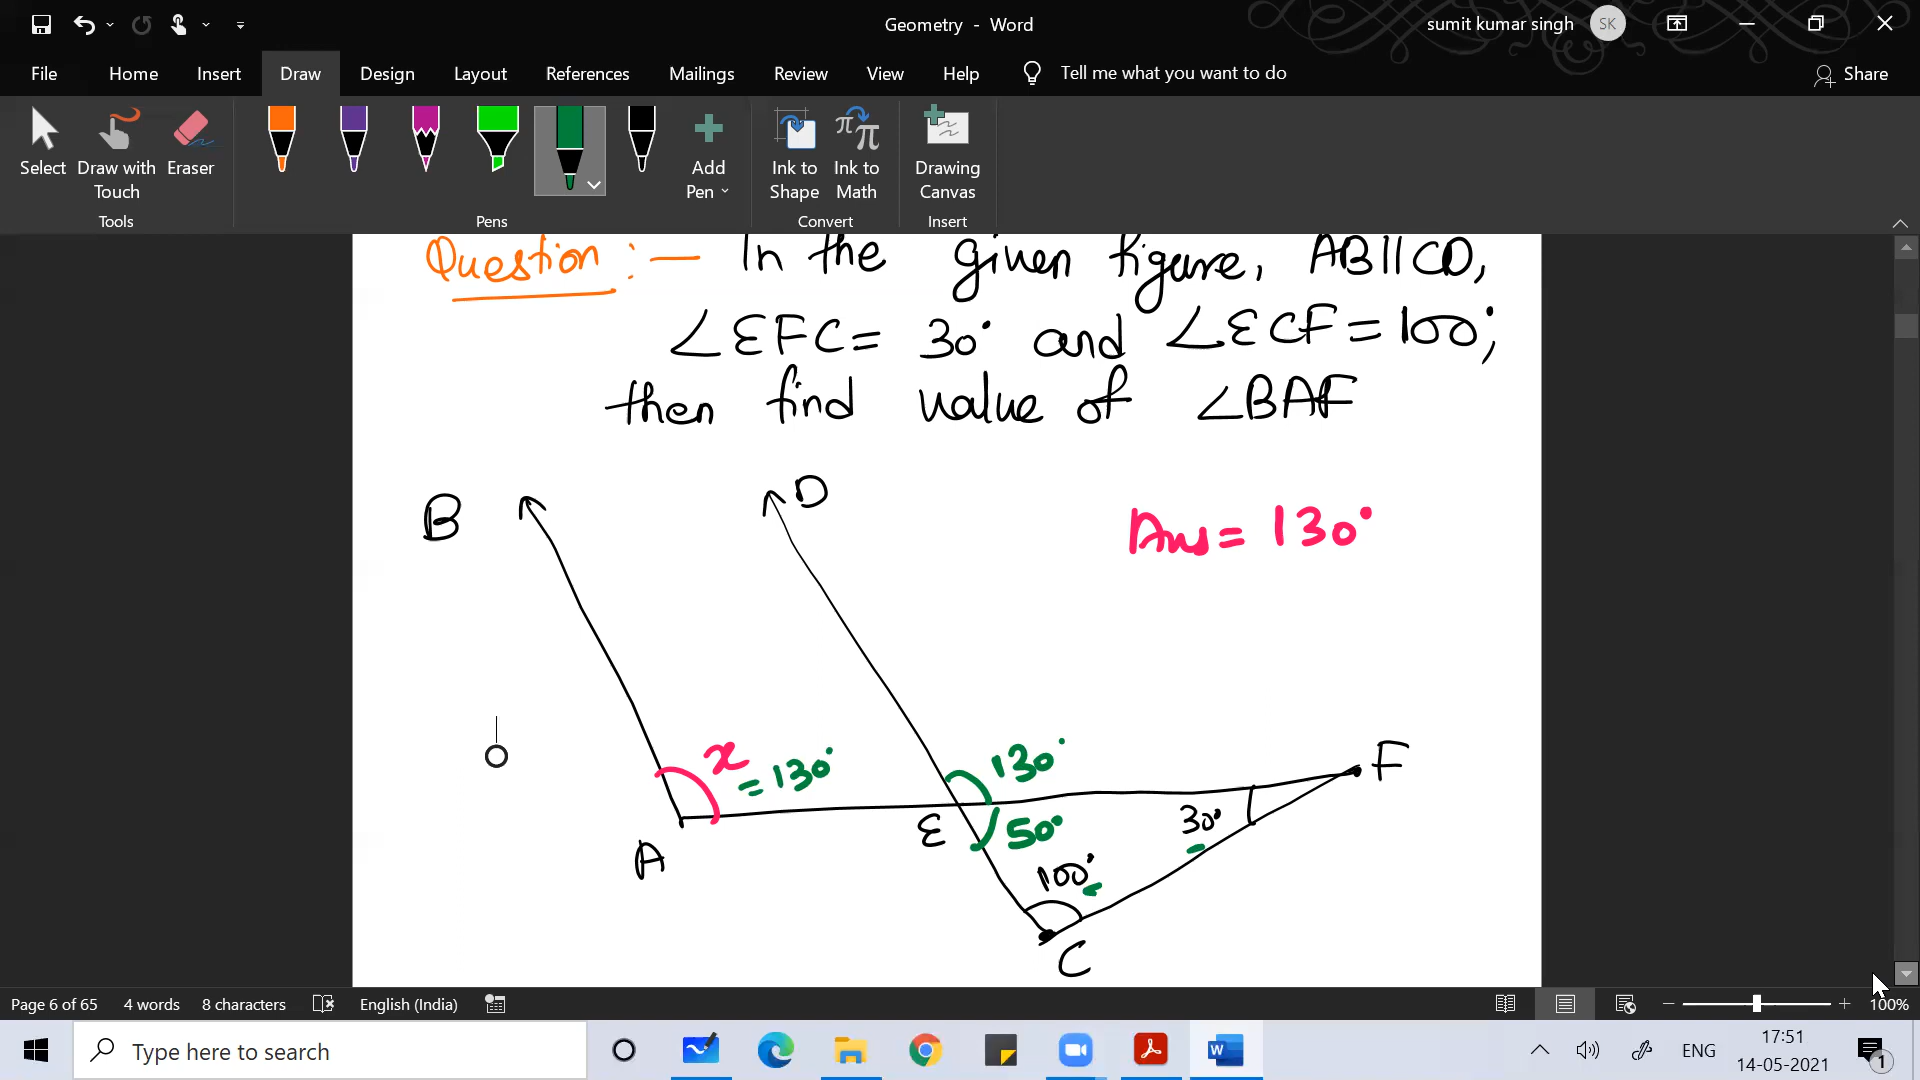 Geometry - Word
sumit kumar singh
SK
File Home Insert Draw Design Layout References Mailings Review View Help Tell me what you want to do Share
Select
Draw with Touch
Eraser
Tools
Pens
Add Pen
Ink to Shape
Ink to Math
Convert
Drawing Canvas
Insert
Question :— In the given figure, AB||CD,
∠EFC = 30° and ∠ECF = 100°;
then find value of ∠BAF
B
D
Ans = 130°
x = 130°
130°
F
A
E
50°
30°
100°
C
Page 6 of 65 4 words 8 characters English (India) 100%
Type here to search
ENG
17:51
14-05-2021
1